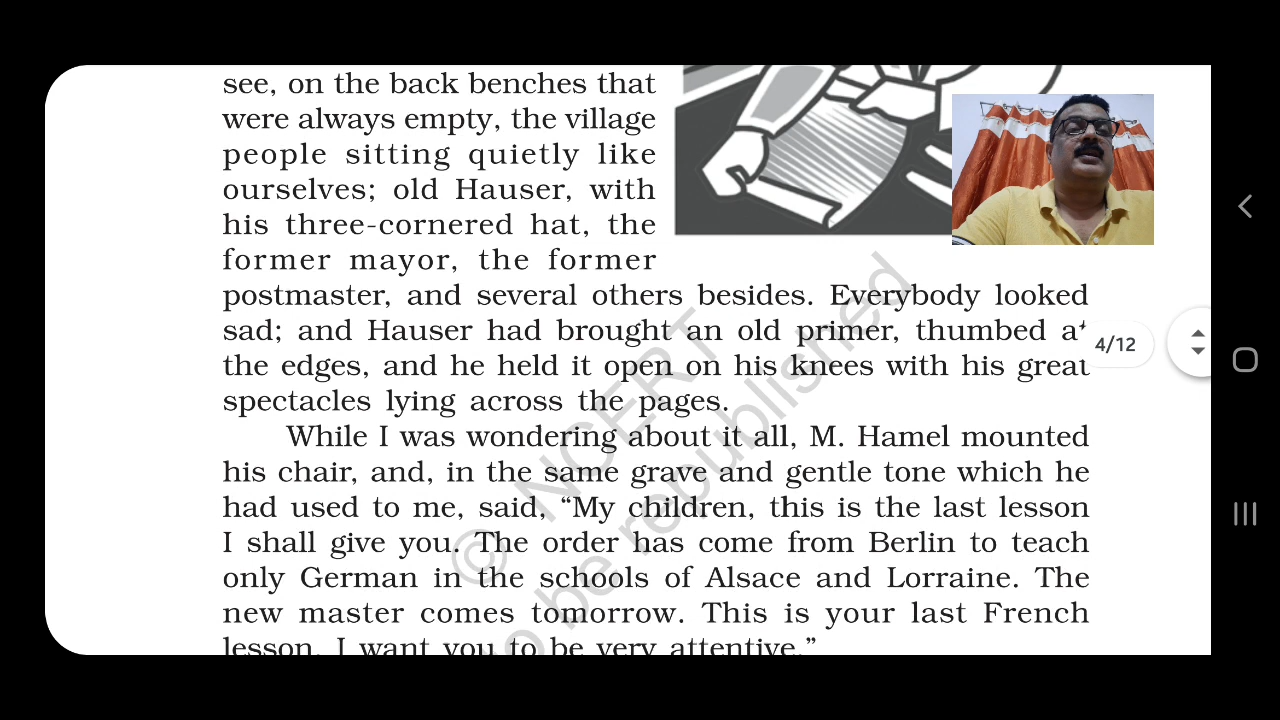 see, on the back benches that
were always empty, the village
people sitting quietly like
ourselves; old Hauser, with
his three-cornered hat, the
former mayor, the former
postmaster, and several others besides. Everybody looked
sad; and Hauser had brought an old primer, thumbed at
the edges, and he held it open on his knees with his great
spectacles lying across the pages.
While I was wondering about it all, M. Hamel mounted
his chair, and, in the same grave and gentle tone which he
had used to me, said, “My children, this is the last lesson
I shall give you. The order has come from Berlin to teach
only German in the schools of Alsace and Lorraine. The
new master comes tomorrow. This is your last French
lesson. I want you to be very attentive.”
4/12
© NCERT
to be republished